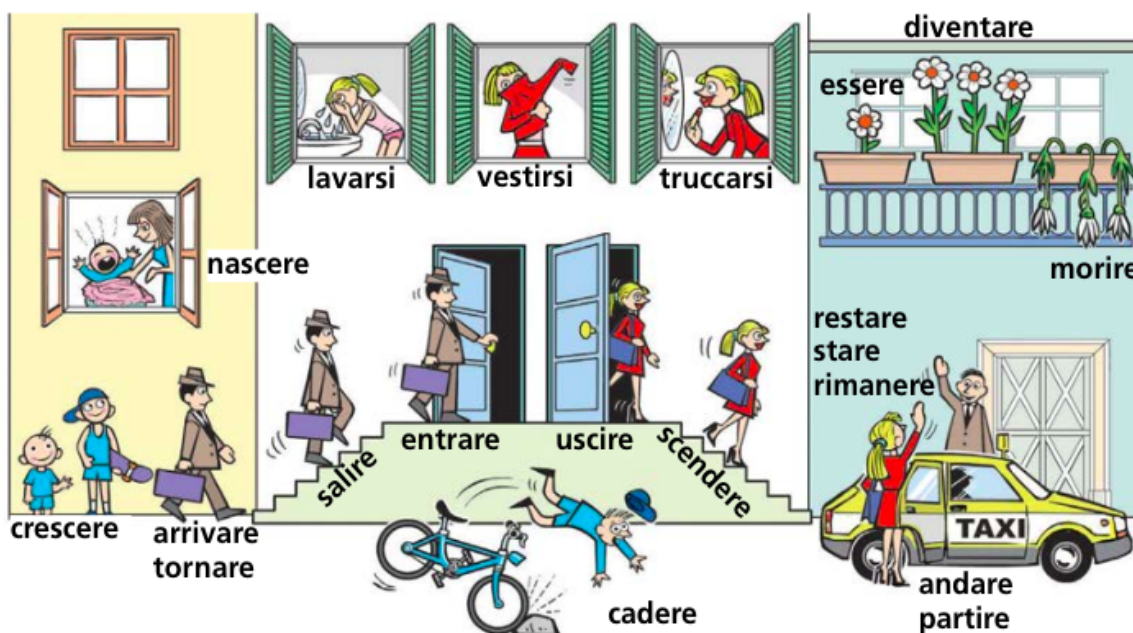 diventare
essere
lavarsi
vestirsi
truccarsi
nascere
morire
restare
stare
rimanere
entrare
uscire
salire
scendere
crescere
arrivare
tornare
TAXI
cadere
andare
partire